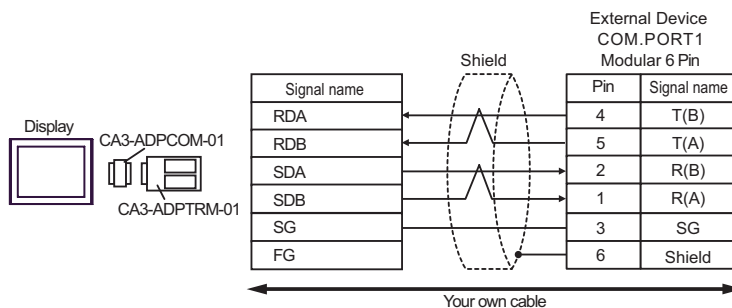 External Device
COM.PORT1
Modular 6 Pin
Shield
Signal name
Pin Signal name
RDA 4 T(B)
RDB 5 T(A)
SDA 2 R(B)
SDB 1 R(A)
SG 3 SG
FG 6 Shield
Display
CA3-ADPCOM-01
CA3-ADPTRM-01
Your own cable